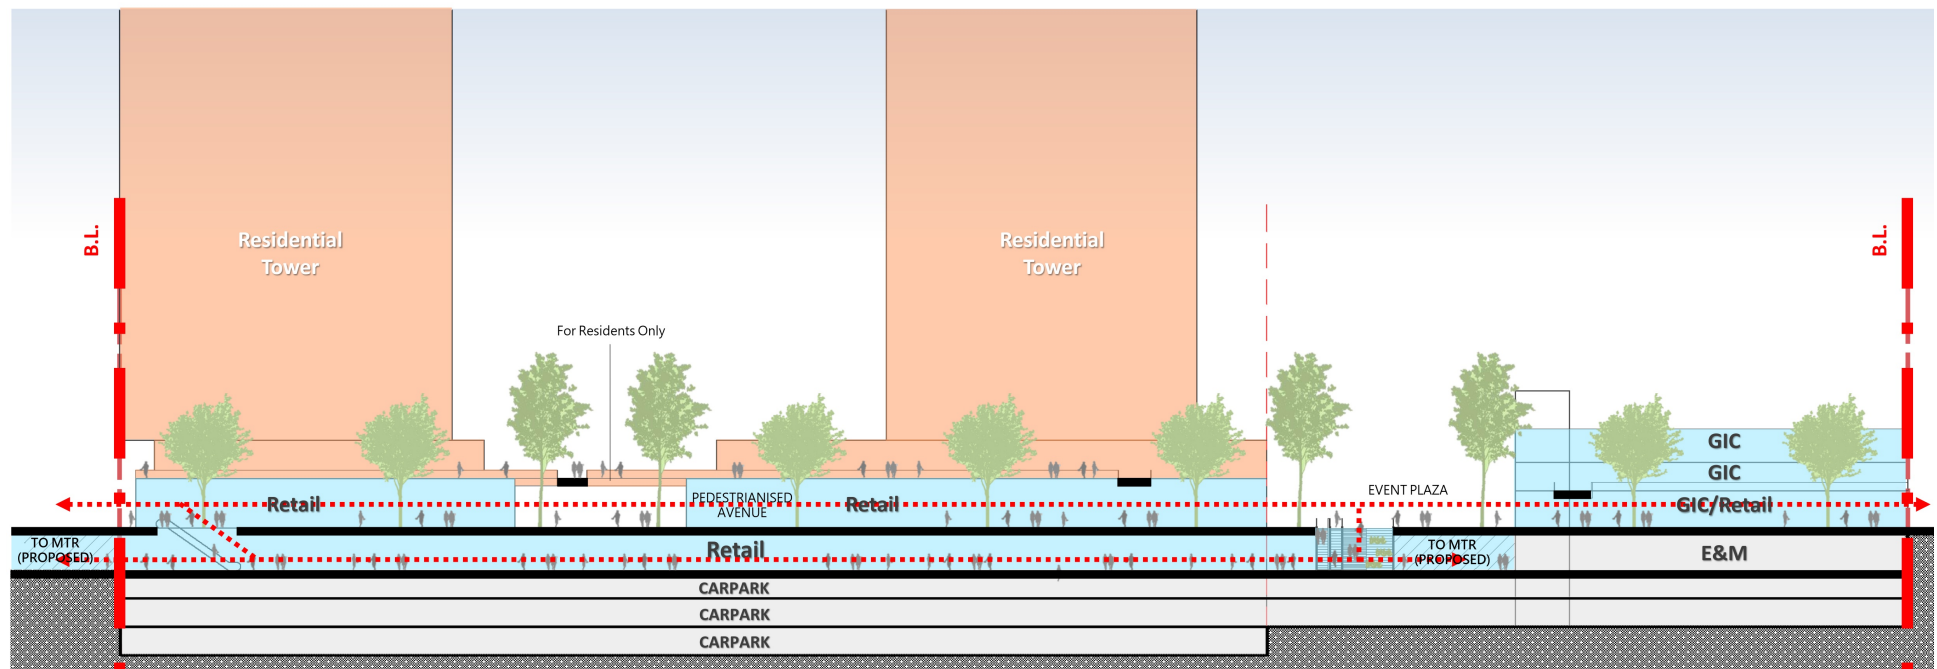 B.L.
Residential
Tower
Residential
Tower
B.L.
For Residents Only
GIC
GIC
Retail
PEDESTRIANISED
AVENUE
Retail
EVENT PLAZA
GIC/Retail
TO MTR
(PROPOSED)
Retail
TO MTR
(PROPOSED)
E&M
CARPARK
CARPARK
CARPARK